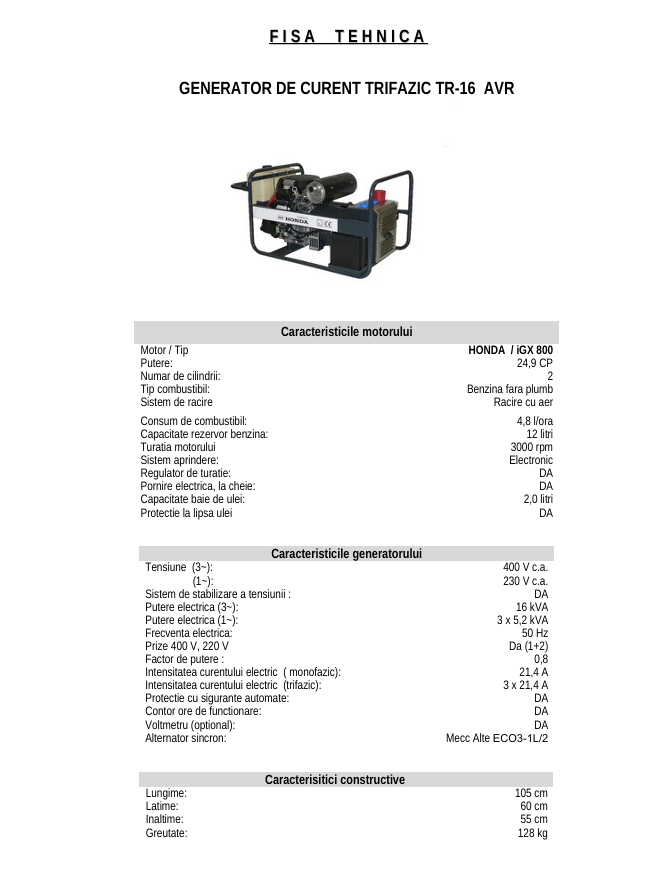 FISA TEHNICA
GENERATOR DE CURENT TRIFAZIC TR-16 AVR
HONDA
CE
Caracteristicile motorului
Motor / Tip HONDA / iGX 800
Putere: 24,9 CP
Numar de cilindrii: 2
Tip combustibil: Benzina fara plumb
Sistem de racire Racire cu aer
Consum de combustibil: 4,8 l/ora
Capacitate rezervor benzina: 12 litri
Turatia motorului 3000 rpm
Sistem aprindere: Electronic
Regulator de turatie: DA
Pornire electrica, la cheie: DA
Capacitate baie de ulei: 2,0 litri
Protectie la lipsa ulei DA
Caracteristicile generatorului
Tensiune (3~): 400 V c.a.
(1~): 230 V c.a.
Sistem de stabilizare a tensiunii : DA
Putere electrica (3~): 16 kVA
Putere electrica (1~): 3 x 5,2 kVA
Frecventa electrica: 50 Hz
Prize 400 V, 220 V Da (1+2)
Factor de putere : 0,8
Intensitatea curentului electric ( monofazic): 21,4 A
Intensitatea curentului electric (trifazic): 3 x 21,4 A
Protectie cu sigurante automate: DA
Contor ore de functionare: DA
Voltmetru (optional): DA
Alternator sincron: Mecc Alte ECO3-1L/2
Caracterisitici constructive
Lungime: 105 cm
Latime: 60 cm
Inaltime: 55 cm
Greutate: 128 kg